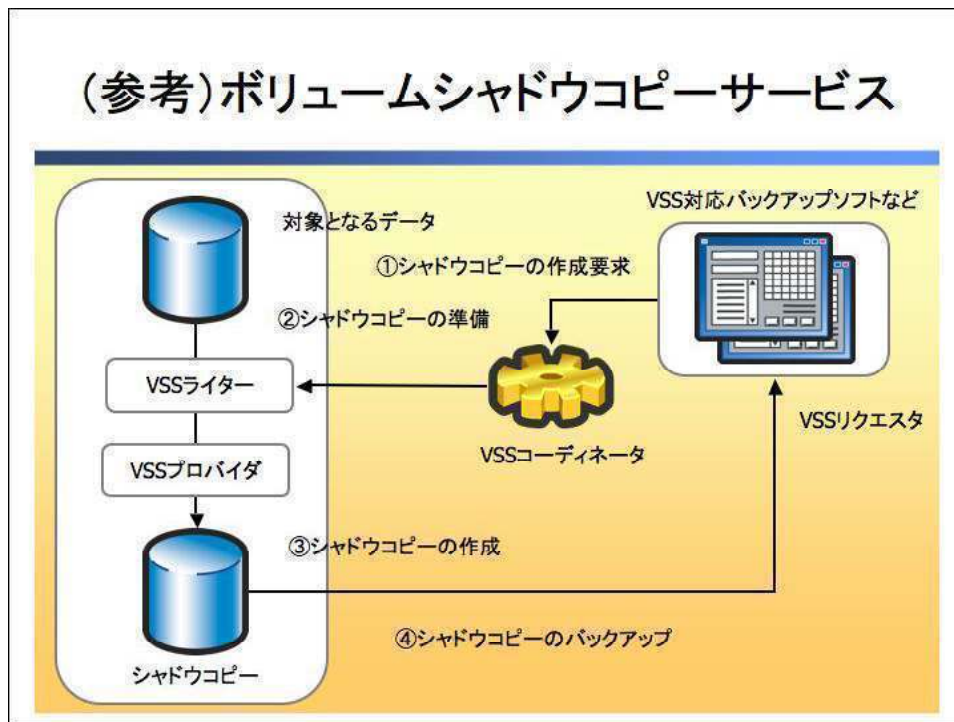 （参考）ボリュームシャドウコピーサービス
VSS対応バックアップソフトなど
対象となるデータ
①シャドウコピーの作成要求
②シャドウコピーの準備
VSSライター
VSSリクエスタ
VSSコーディネータ
VSSプロバイダ
③シャドウコピーの作成
④シャドウコピーのバックアップ
シャドウコピー